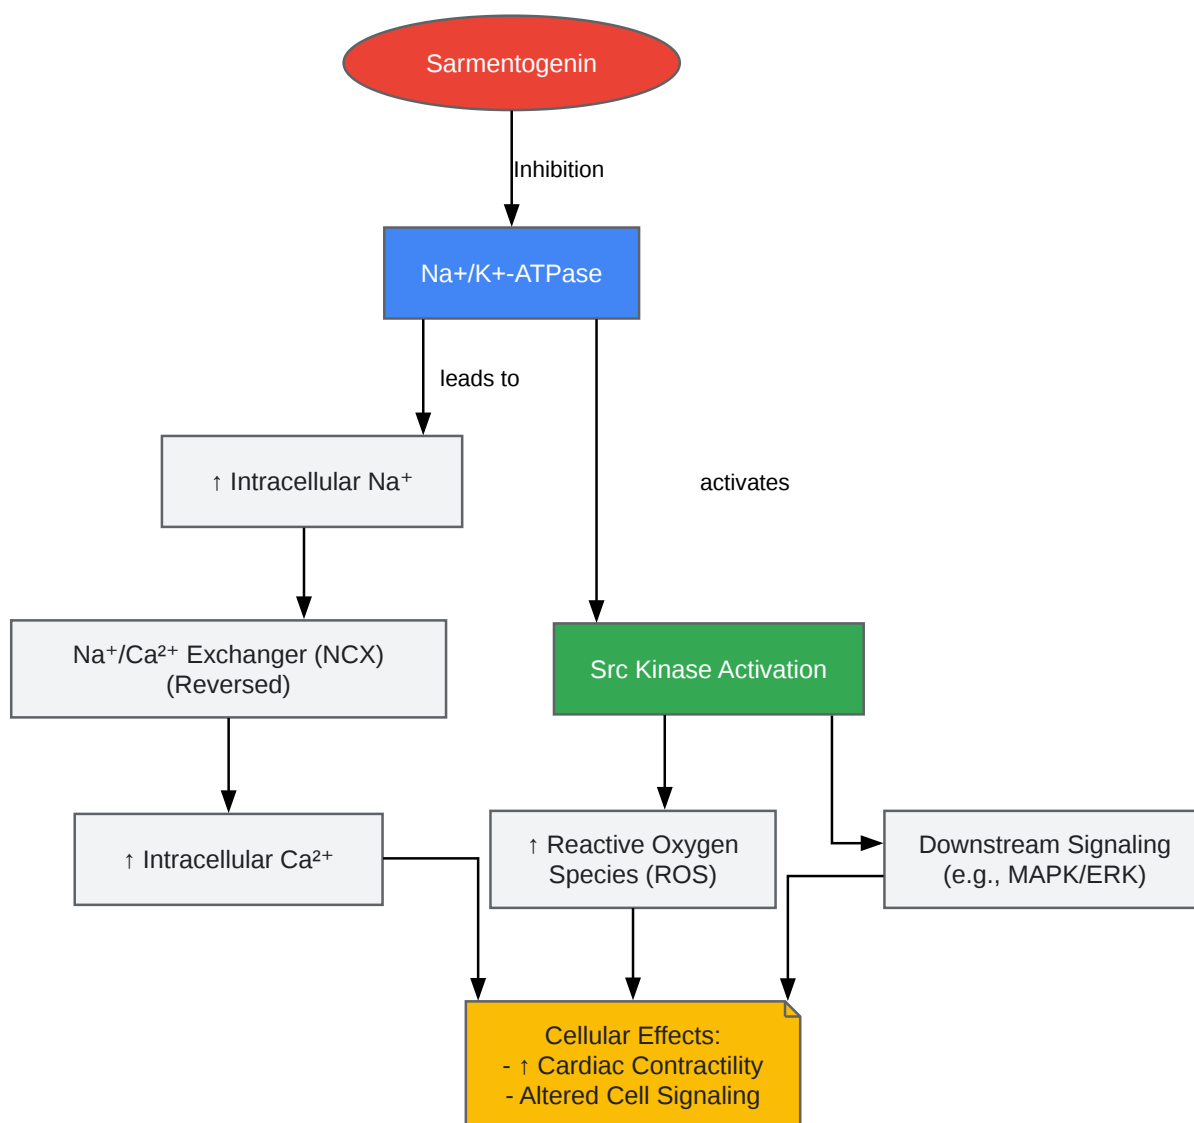 Sarmentogenin
Inhibition
Na+/K+-ATPase
leads to
↑ Intracellular Na⁺
activates
Na⁺/Ca²⁺ Exchanger (NCX)
(Reversed)
Src Kinase Activation
↑ Intracellular Ca²⁺
↑ Reactive Oxygen
Species (ROS)
Downstream Signaling
(e.g., MAPK/ERK)
Cellular Effects:
- ↑ Cardiac Contractility
- Altered Cell Signaling